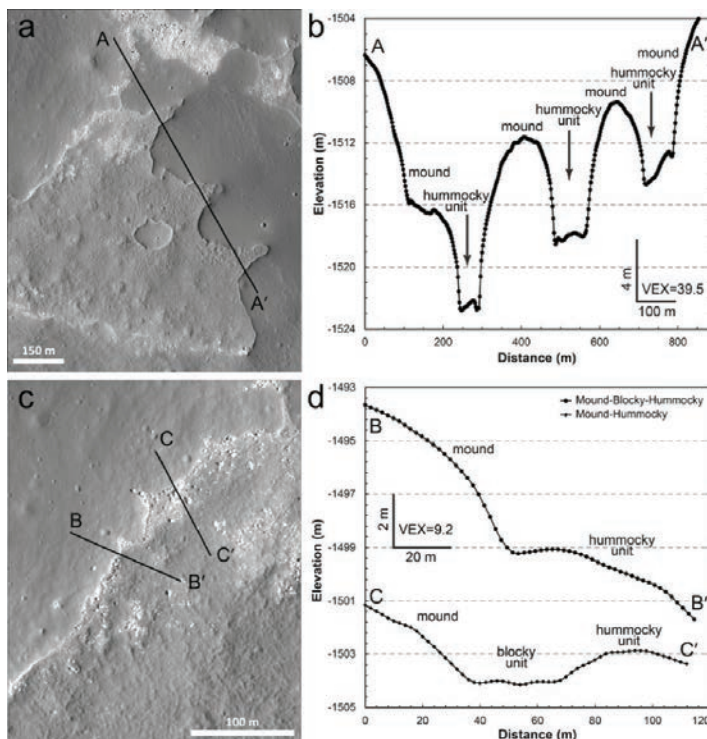 a
A
A'
150 m
b
-1504
-1508
-1512
-1516
-1520
-1524
Elevation (m)
A
A'
mound
hummocky
unit
mound
hummocky
unit
mound
hummocky
unit
mound
4 m
VEX=39.5
100 m
0
200
400
600
800
Distance (m)
c
C
C'
B
B'
100 m
d
-1493
-1495
-1497
-1499
-1501
-1503
-1505
Elevation (m)
Mound-Blocky-Hummocky
Mound-Hummocky
B
mound
2 m
VEX=9.2
20 m
hummocky
unit
B'
C
mound
blocky
unit
hummocky
unit
C'
0
20
40
60
80
100
120
Distance (m)